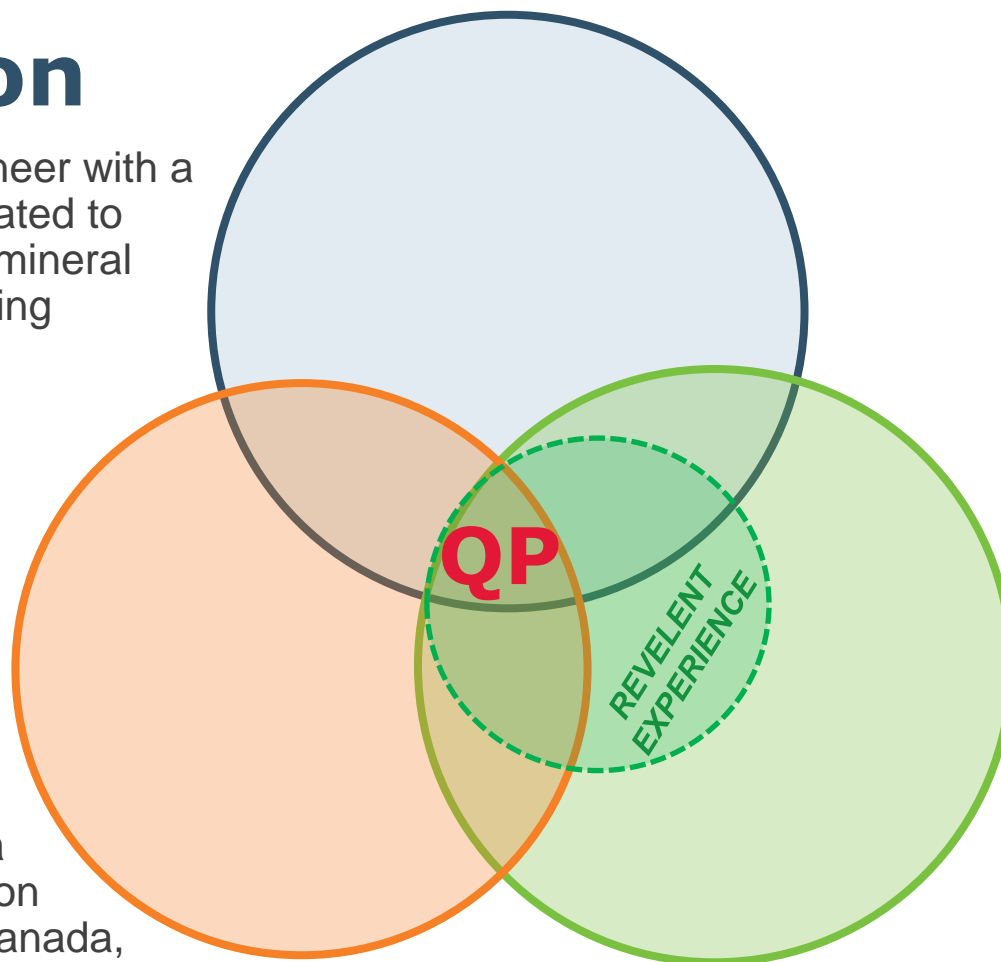 on
neer with a
ated to
mineral
ing
QP
REVELENT
EXPERIENCE
a
on
anada,